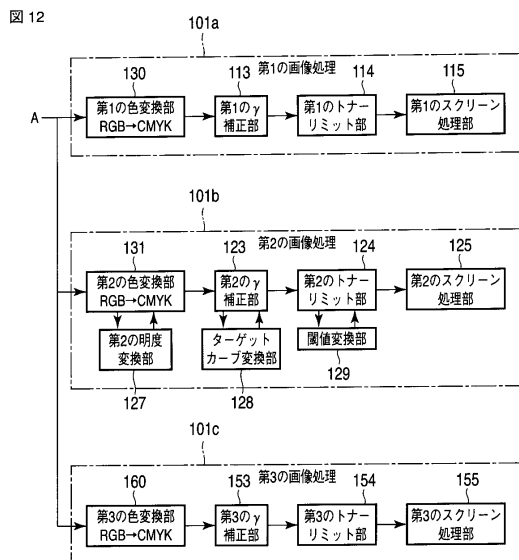 図 12
101a
第1の画像処理
130
113
114
115
A
第1の色変換部
RGB→CMYK
第1のγ
補正部
第1のトナー
リミット部
第1のスクリーン
処理部
101b
第2の画像処理
131
123
124
125
第2の色変換部
RGB→CMYK
第2のγ
補正部
第2のトナー
リミット部
第2のスクリーン
処理部
第2の明度
変換部
ターゲット
カーブ変換部
閾値変換部
127
128
129
101c
第3の画像処理
160
153
154
155
第3の色変換部
RGB→CMYK
第3のγ
補正部
第3のトナー
リミット部
第3のスクリーン
処理部